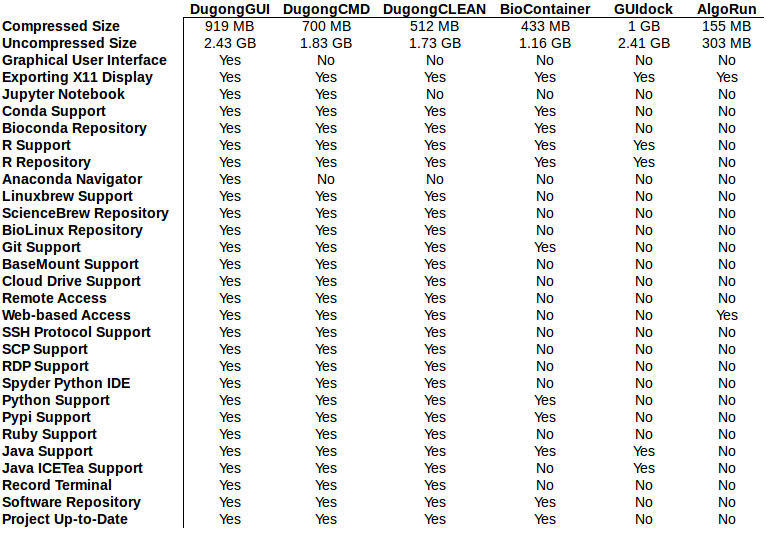 DugongGUI DugongCMD DugongCLEAN BioContainer GUIdock AlgoRun
Compressed Size 919 MB 700 MB 512 MB 433 MB 1 GB 155 MB
Uncompressed Size 2.43 GB 1.83 GB 1.73 GB 1.16 GB 2.41 GB 303 MB
Graphical User Interface Yes No No No No No
Exporting X11 Display Yes Yes Yes Yes Yes Yes
Jupyter Notebook Yes Yes No No No No
Conda Support Yes Yes Yes Yes No No
Bioconda Repository Yes Yes Yes Yes No No
R Support Yes Yes Yes Yes Yes No
R Repository Yes Yes Yes Yes Yes No
Anaconda Navigator Yes No No No No No
Linuxbrew Support Yes Yes Yes No No No
ScienceBrew Repository Yes Yes Yes No No No
BioLinux Repository Yes Yes Yes No No No
Git Support Yes Yes Yes Yes No No
BaseMount Support Yes Yes Yes No No No
Cloud Drive Support Yes Yes Yes No No No
Remote Access Yes Yes Yes No No No
Web-based Access Yes Yes Yes No No Yes
SSH Protocol Support Yes Yes Yes No No No
SCP Support Yes Yes Yes No No No
RDP Support Yes Yes Yes No No No
Spyder Python IDE Yes Yes Yes No No No
Python Support Yes Yes Yes Yes No No
Pypi Support Yes Yes Yes Yes No No
Ruby Support Yes Yes Yes No No No
Java Support Yes Yes Yes Yes Yes No
Java ICETea Support Yes Yes Yes No Yes No
Record Terminal Yes Yes Yes No No No
Software Repository Yes Yes Yes Yes No No
Project Up-to-Date Yes Yes Yes Yes No No